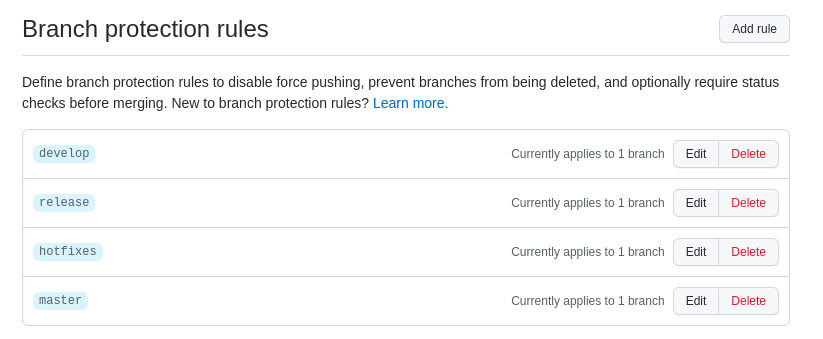 Branch protection rules
Add rule
Define branch protection rules to disable force pushing, prevent branches from being deleted, and optionally require status
checks before merging. New to branch protection rules? Learn more.
develop Currently applies to 1 branch Edit Delete
release Currently applies to 1 branch Edit Delete
hotfixes Currently applies to 1 branch Edit Delete
master Currently applies to 1 branch Edit Delete